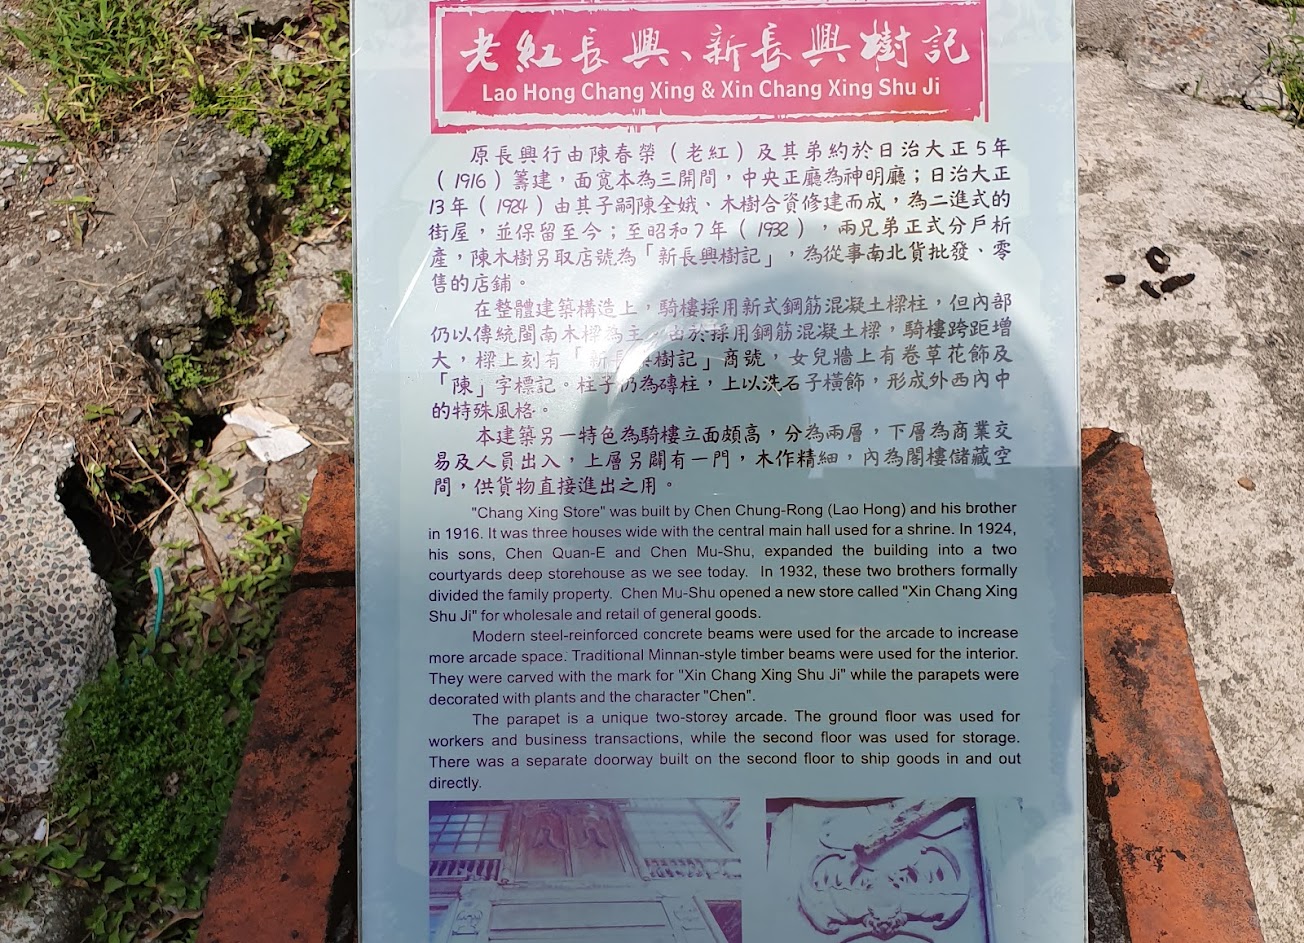 老紅長興、新長興樹記
Lao Hong Chang Xing & Xin Chang Xing Shu Ji
原長興行由陳春榮（老紅）及其弟約於日治大正5年
（1916）籌建，面寬本為三開間，中央正廳為神明廳；日治大正
13年（1924）由其子嗣陳全娥、木樹合資修建而成，為二進式的
街屋，並保留至今；至昭和7年（1932），兩兄弟正式分戶析
產，陳木樹另取店號為「新長興樹記」，為從事南北貨批發、零
售的店鋪。
在整體建築構造上，騎樓採用新式鋼筋混凝土樑柱，但內部
仍以傳統閩南木樑為主。由於採用鋼筋混凝土樑，騎樓跨距增
大，樑上刻有「新長興樹記」商號，女兒牆上有卷草花飾及
「陳」字標記。柱子仍為磚柱，上以洗石子橫飾，形成外西內中
的特殊風格。
本建築另一特色為騎樓立面頗高，分為兩層，下層為商業交
易及人員出入，上層另闢有一門，木作精細，內為閣樓儲藏空
間，供貨物直接進出之用。
"Chang Xing Store" was built by Chen Chung-Rong (Lao Hong) and his brother
in 1916. It was three houses wide with the central main hall used for a shrine. In 1924,
his sons, Chen Quan-E and Chen Mu-Shu, expanded the building into a two
courtyards deep storehouse as we see today. In 1932, these two brothers formally
divided the family property. Chen Mu-Shu opened a new store called "Xin Chang Xing
Shu Ji" for wholesale and retail of general goods.
Modern steel-reinforced concrete beams were used for the arcade to increase
more arcade space. Traditional Minnan-style timber beams were used for the interior.
They were carved with the mark for "Xin Chang Xing Shu Ji" while the parapets were
decorated with plants and the character "Chen".
The parapet is a unique two-storey arcade. The ground floor was used for
workers and business transactions, while the second floor was used for storage.
There was a separate doorway built on the second floor to ship goods in and out
directly.